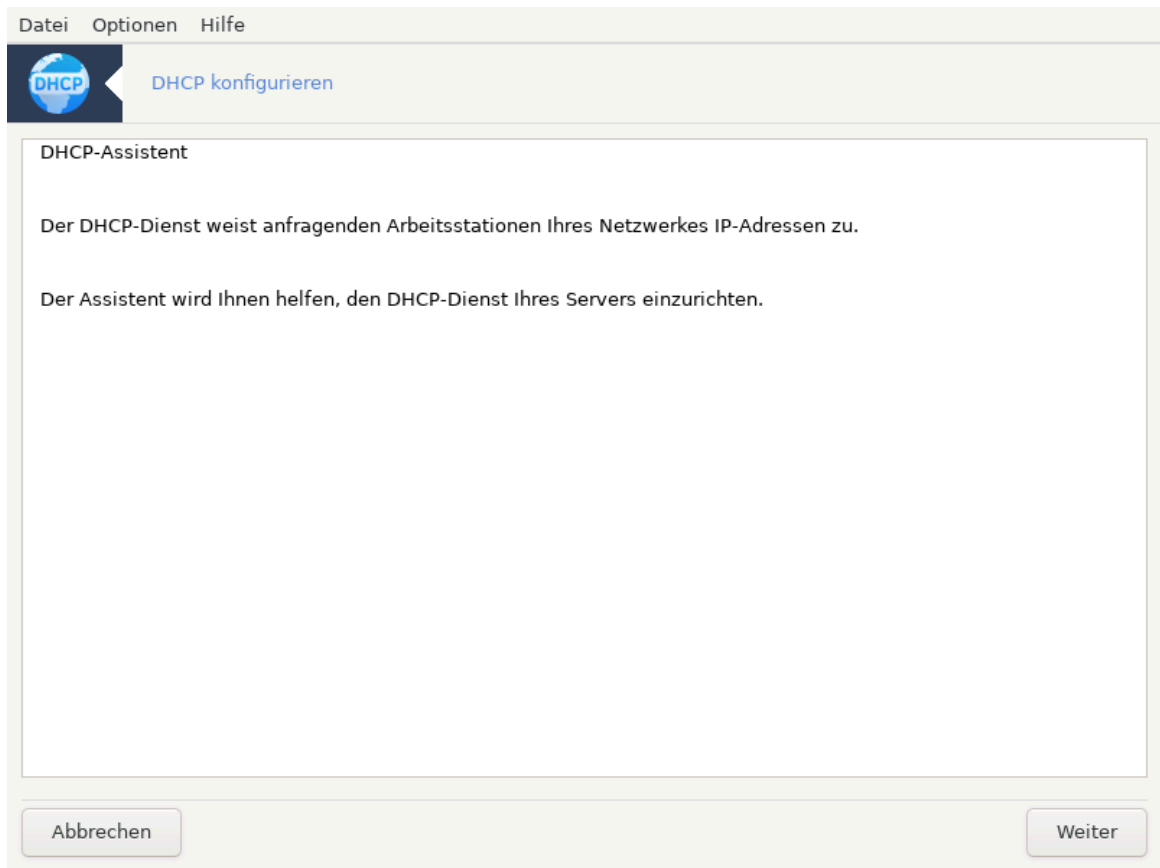 Datei Optionen Hilfe
DHCP
DHCP konfigurieren
DHCP-Assistent
Der DHCP-Dienst weist anfragenden Arbeitsstationen Ihres Netzwerkes IP-Adressen zu.
Der Assistent wird Ihnen helfen, den DHCP-Dienst Ihres Servers einzurichten.
Abbrechen
Weiter